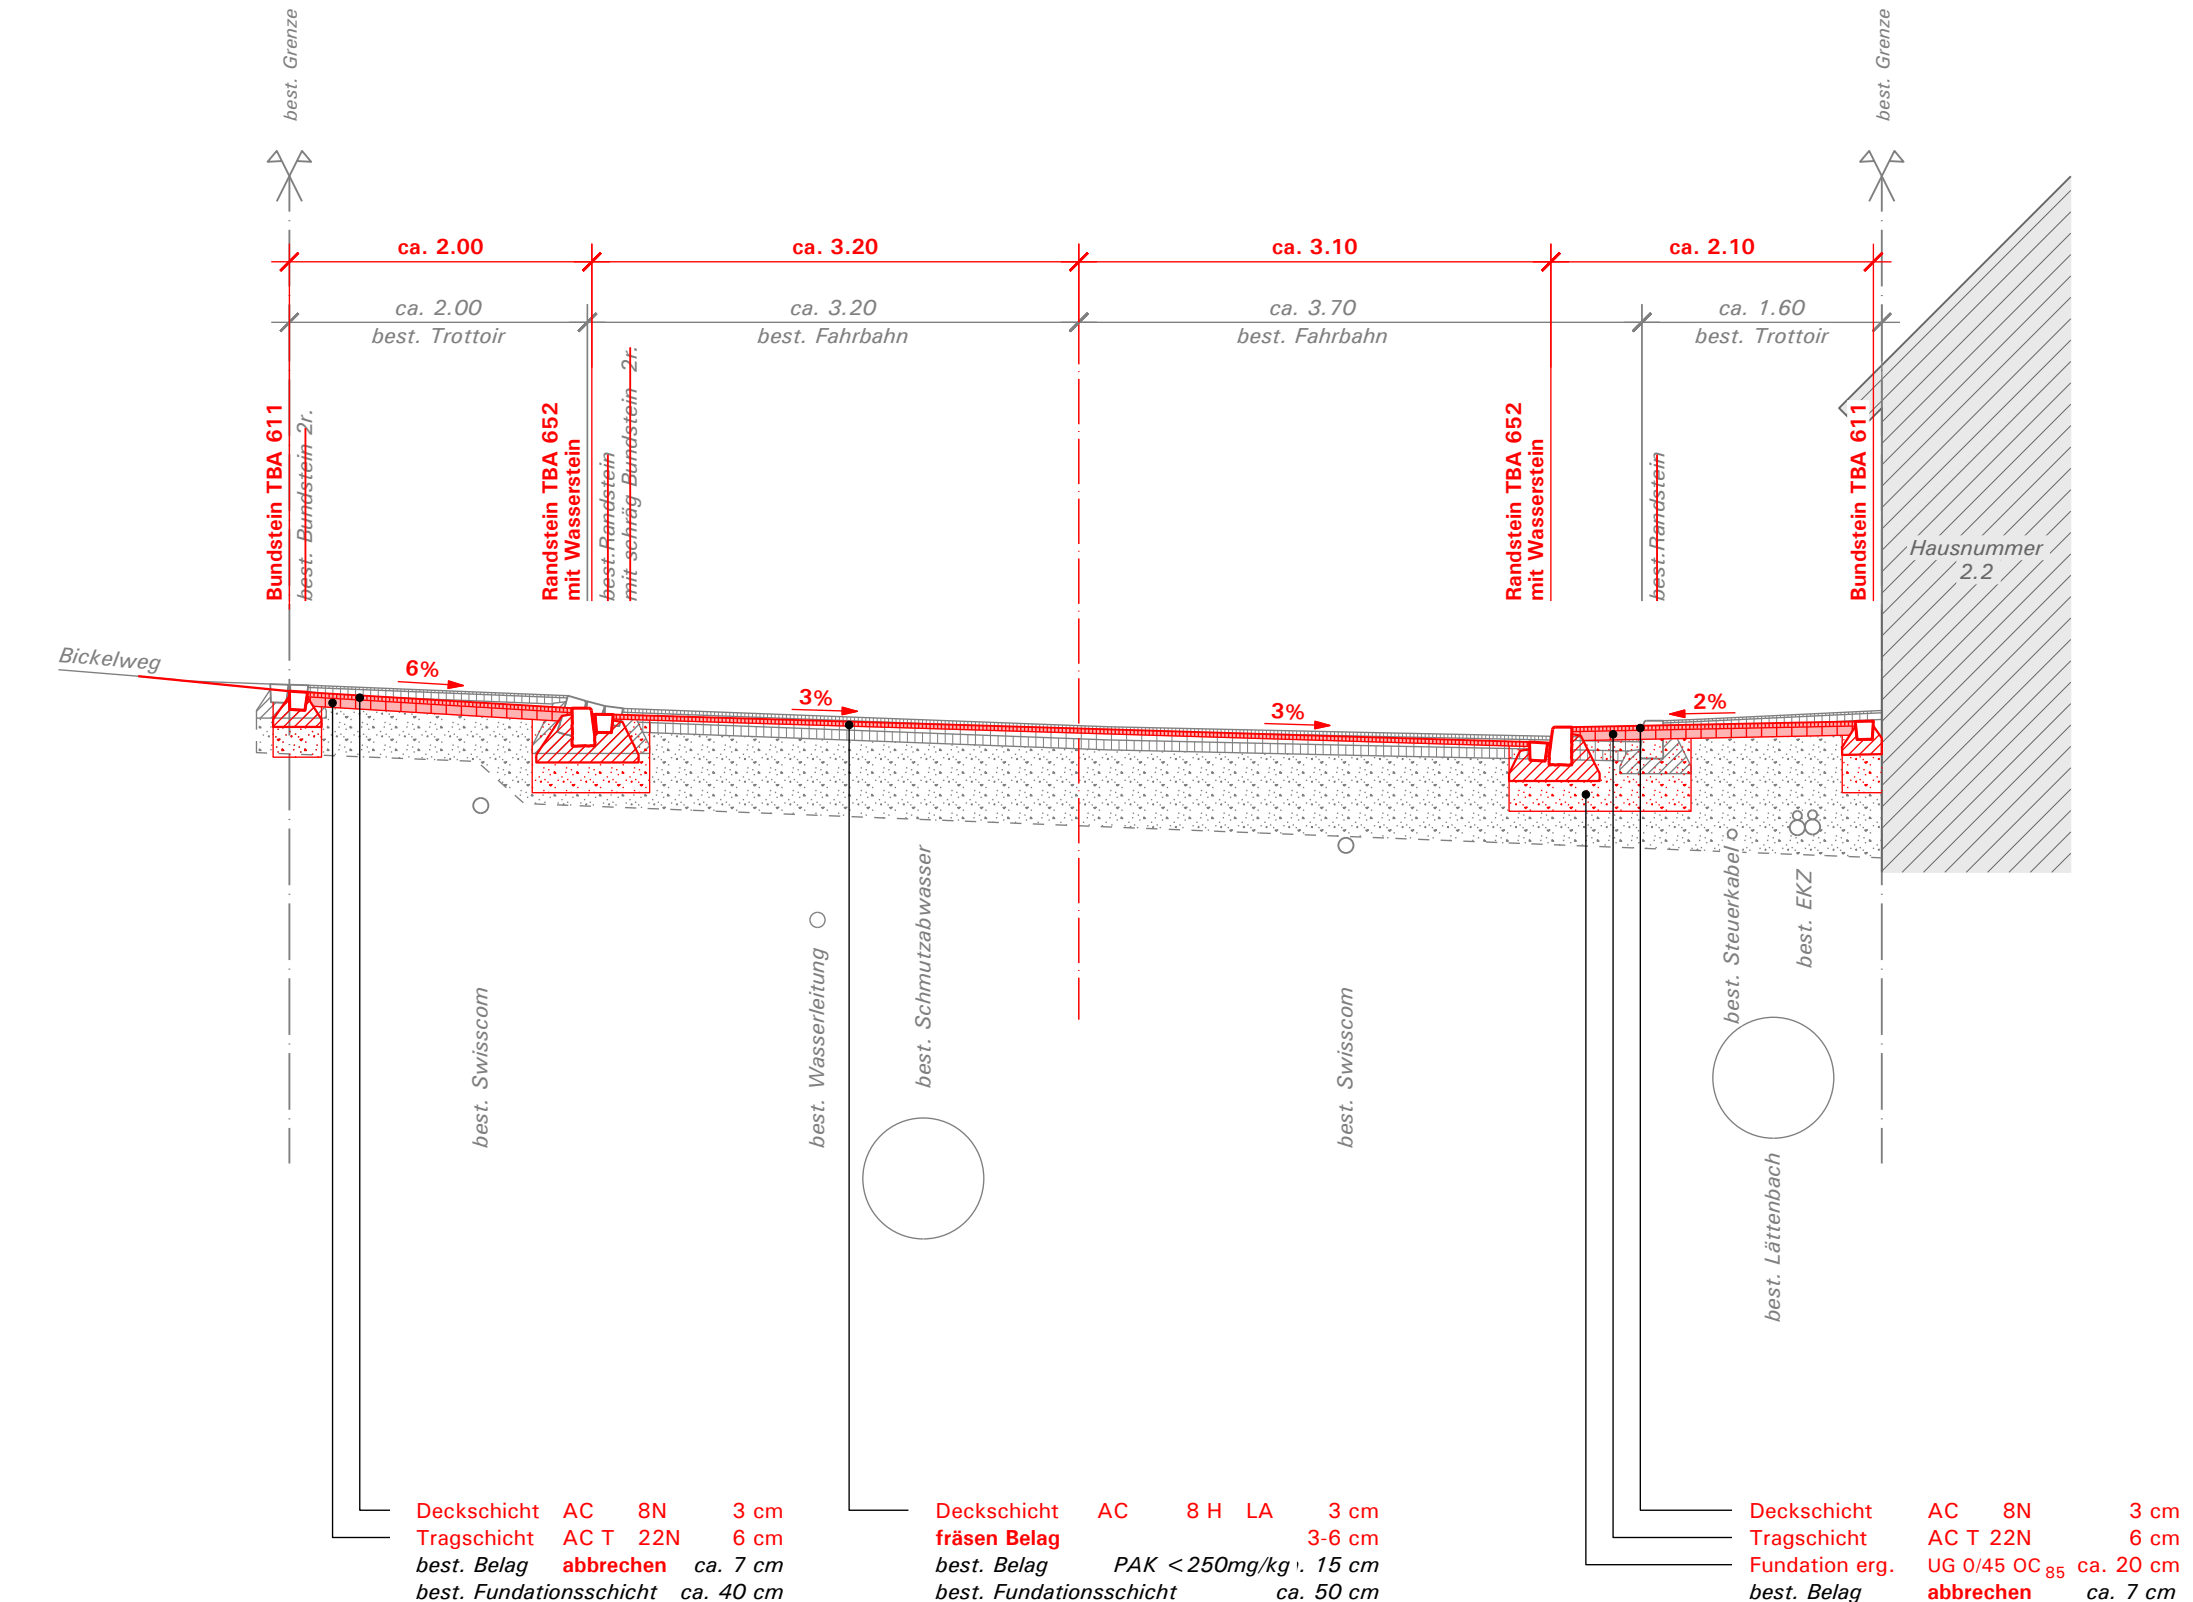 best. Grenze
best. Grenze
ca. 2.00
ca. 3.20
ca. 3.10
ca. 2.10
ca. 2.00
best. Trottoir
ca. 3.20
best. Fahrbahn
ca. 3.70
best. Fahrbahn
ca. 1.60
best. Trottoir
Bundstein TBA 611
best. Bundstein 2r.
Randstein TBA 652
mit Wasserstein
best.Randstein
mit schräg Bundstein 2r.
Randstein TBA 652
mit Wasserstein
best.Randstein
Bundstein TBA 611
Hausnummer
2.2
Bickelweg
6%
3%
3%
2%
best. Swisscom
best. Wasserleitung
best. Schmutzabwasser
best. Swisscom
best. Steuerkabel
best. EKZ
best. Lättenbach
Deckschicht AC 8N 3 cm
Tragschicht AC T 22N 6 cm
best. Belag abbrechen ca. 7 cm
best. Fundationsschicht ca. 40 cm
Deckschicht AC 8 H LA 3 cm
fräsen Belag 3-6 cm
best. Belag PAK <250mg/kg 15 cm
best. Fundationsschicht ca. 50 cm
Deckschicht AC 8N 3 cm
Tragschicht AC T 22N 6 cm
Fundation erg. UG 0/45 OC 85 ca. 20 cm
best. Belag abbrechen ca. 7 cm